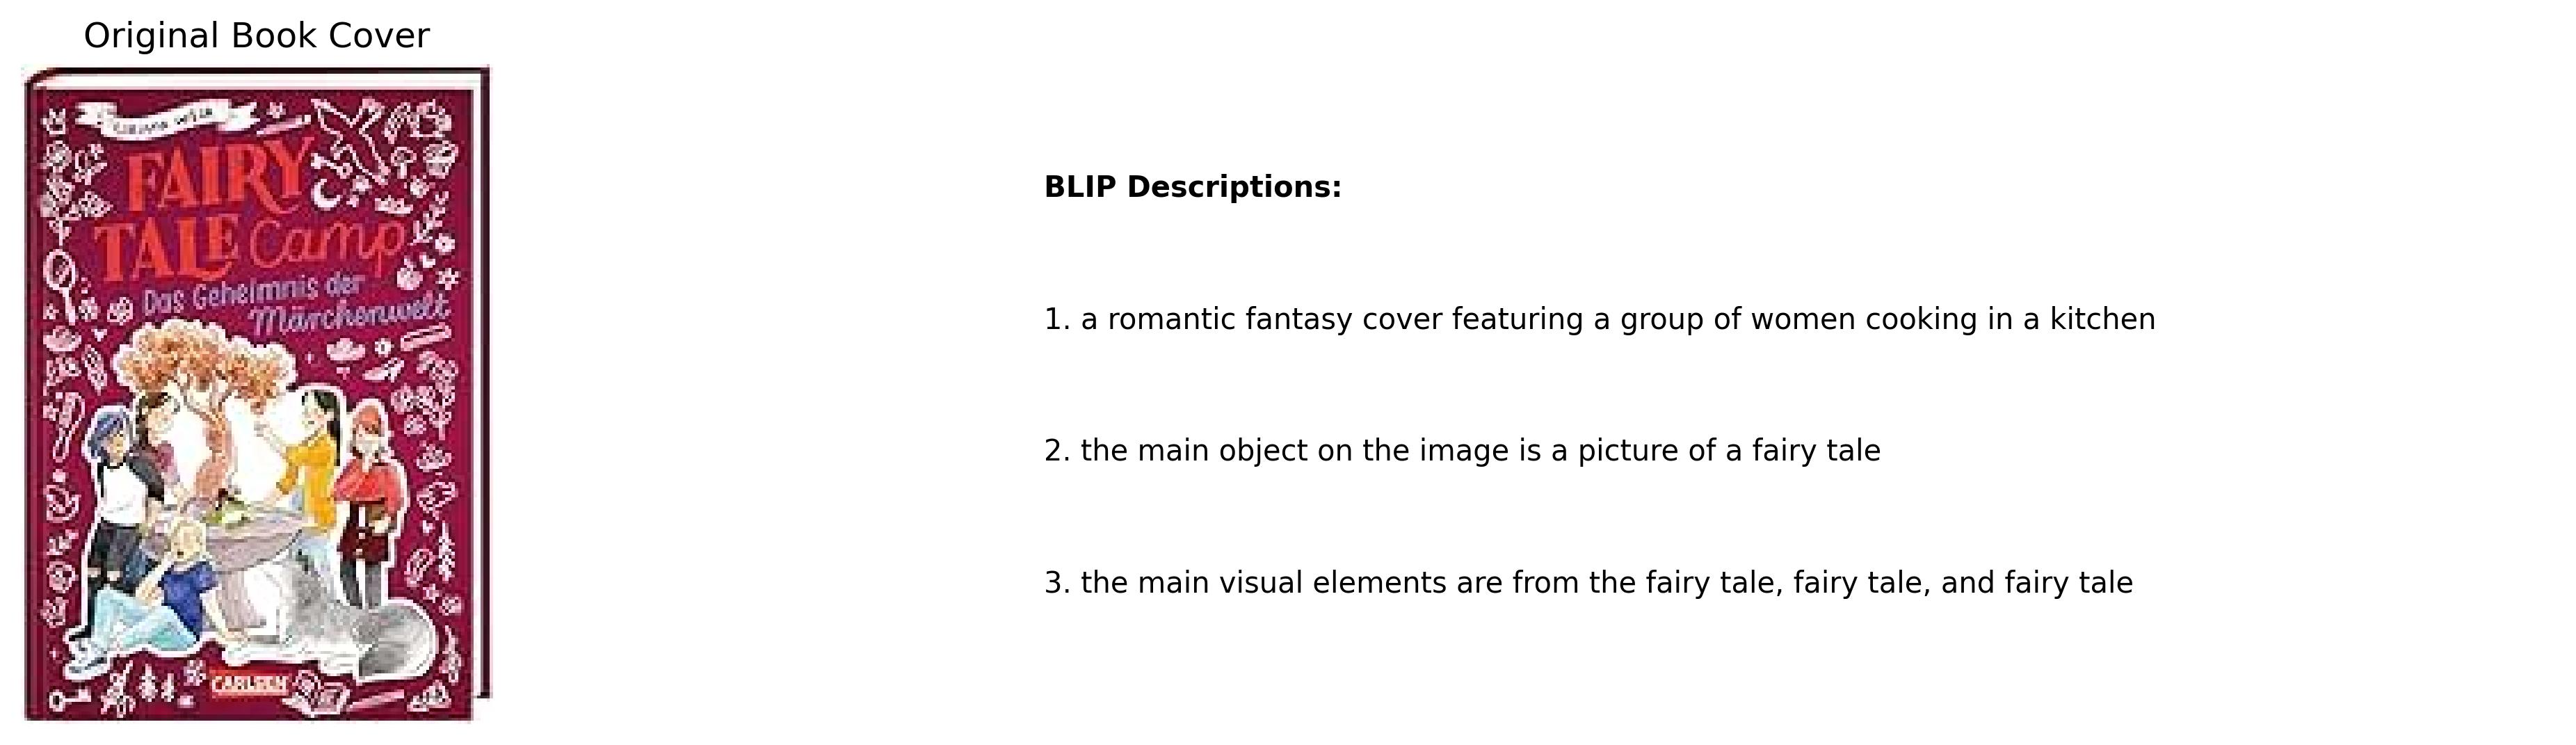 Original Book Cover
FAIRY
TALE Camp
Das Geheimnis der
Märchenwelt
CARLSEN
BLIP Descriptions:
1. a romantic fantasy cover featuring a group of women cooking in a kitchen
2. the main object on the image is a picture of a fairy tale
3. the main visual elements are from the fairy tale, fairy tale, and fairy tale